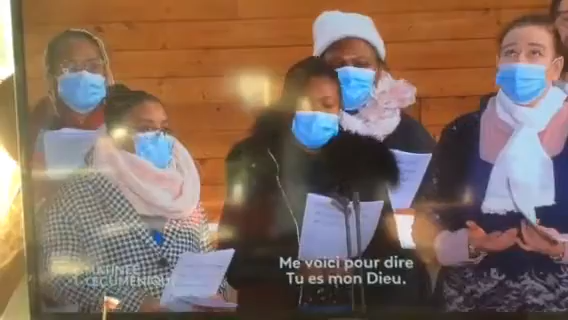 MATINÉE
ŒCUMÉNIQUE
Me voici pour dire
Tu es mon Dieu.